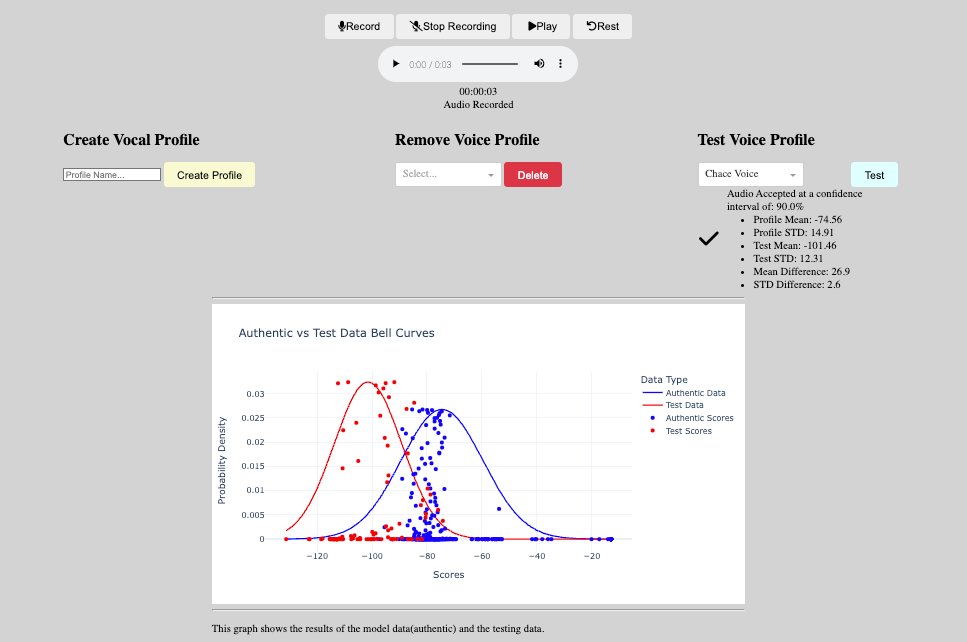 Record
Stop Recording
Play
Rest
0:00 / 0:03
00:00:03
Audio Recorded
Create Vocal Profile
Remove Voice Profile
Test Voice Profile
Profile Name...
Create Profile
Select...
Delete
Chace Voice
Test
Audio Accepted at a confidence
interval of: 90.0%
Profile Mean: -74.56
Profile STD: 14.91
Test Mean: -101.46
Test STD: 12.31
Mean Difference: 26.9
STD Difference: 2.6
Authentic vs Test Data Bell Curves
Data Type
Authentic Data
Test Data
Authentic Scores
Test Scores
Probability Density
0.03
0.025
0.02
0.015
0.01
0.005
0
−120
−100
−80
−60
−40
−20
Scores
This graph shows the results of the model data(authentic) and the testing data.